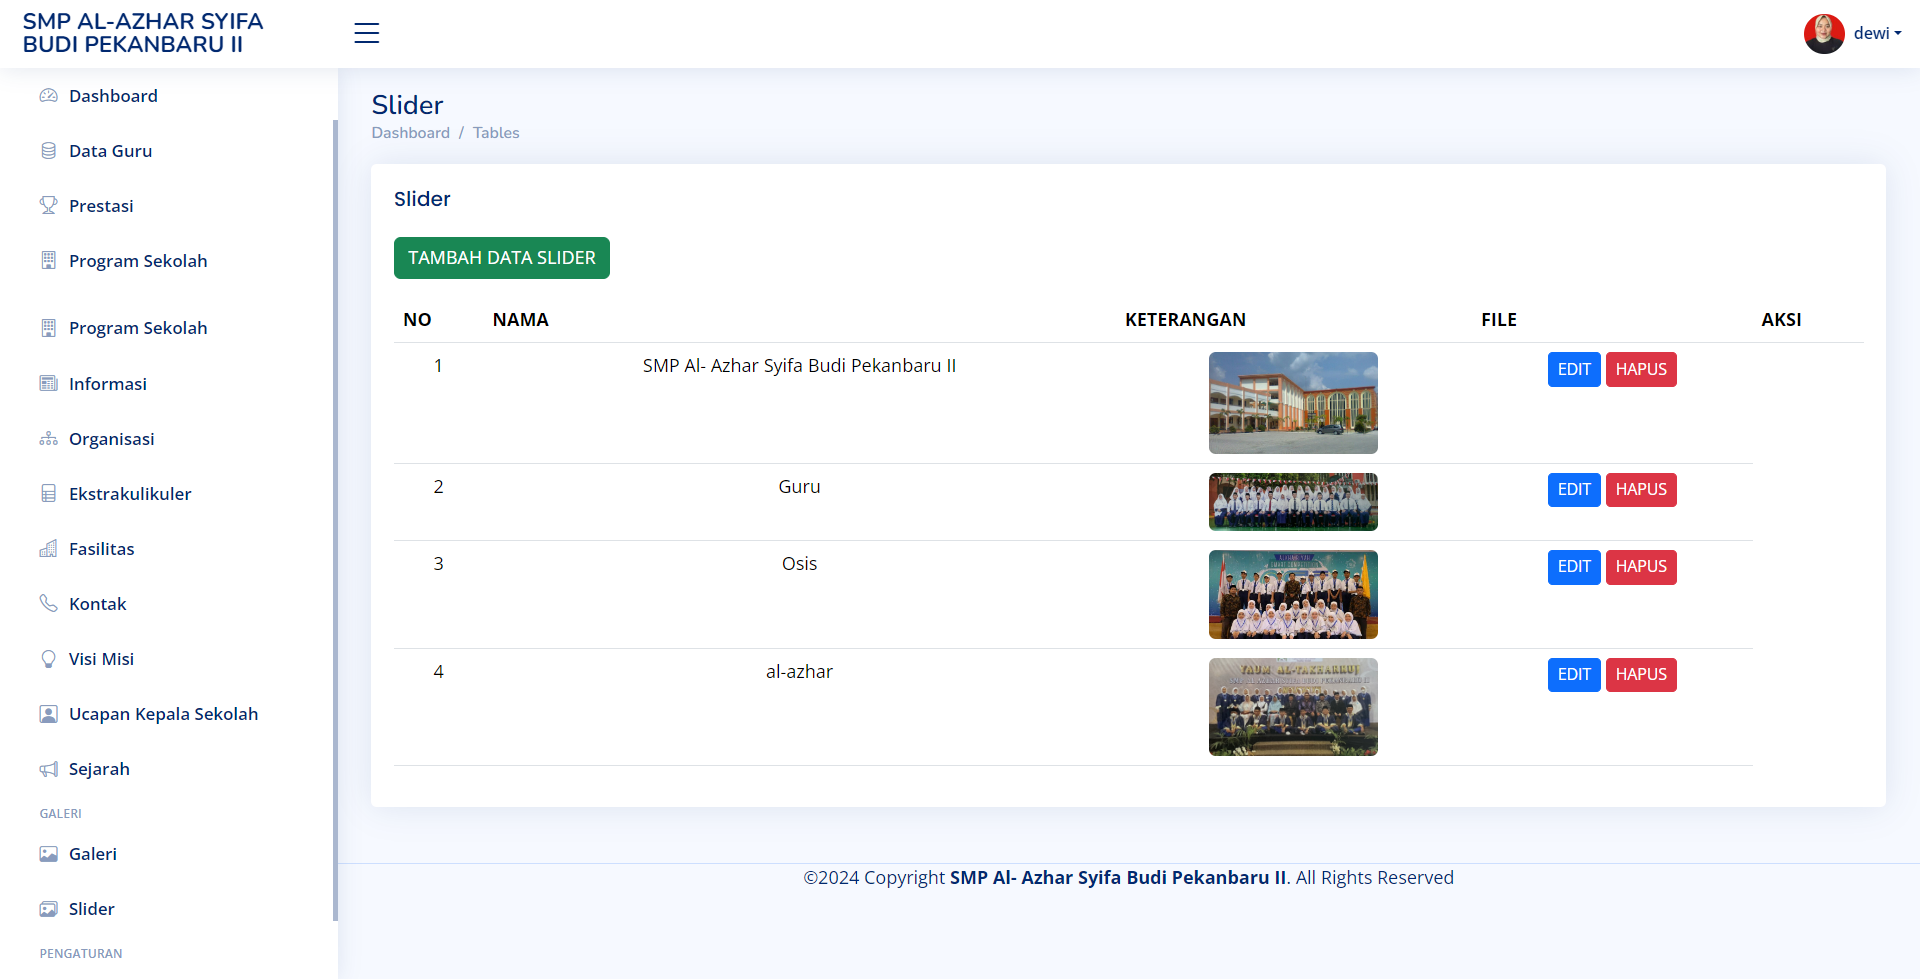 SMP AL-AZHAR SYIFA
BUDI PEKANBARU II
dewi
Dashboard
Data Guru
Prestasi
Program Sekolah
Program Sekolah
Informasi
Organisasi
Ekstrakulikuler
Fasilitas
Kontak
Visi Misi
Ucapan Kepala Sekolah
Sejarah
GALERI
Galeri
Slider
PENGATURAN
Slider
Dashboard / Tables
Slider
TAMBAH DATA SLIDER
NO NAMA KETERANGAN FILE AKSI
1 SMP Al- Azhar Syifa Budi Pekanbaru II EDIT HAPUS
2 Guru EDIT HAPUS
3 Osis EDIT HAPUS
4 al-azhar EDIT HAPUS
YAUM AL-TAKHARRUJ
©2024 Copyright SMP Al- Azhar Syifa Budi Pekanbaru II. All Rights Reserved